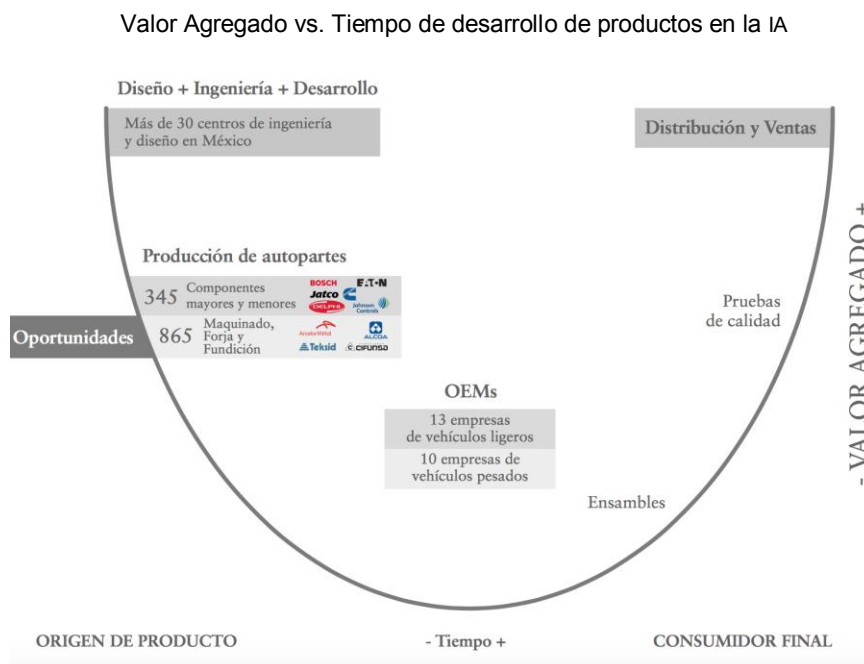 Valor Agregado vs. Tiempo de desarrollo de productos en la IA
Diseño + Ingeniería + Desarrollo
Más de 30 centros de ingeniería
y diseño en México
Distribución y Ventas
Producción de autopartes
345
Componentes
mayores y menores
BOSCH
EATON
Jatco
DELPHI
Johnson
Controls
Oportunidades
865
Maquinado,
Forja y
Fundición
ArcelorMittal
ALCOA
Teksid
CIFUNSA
Pruebas
de calidad
OEMs
13 empresas
de vehículos ligeros
10 empresas de
vehículos pesados
Ensambles
- VALOR AGREGADO +
ORIGEN DE PRODUCTO
- Tiempo +
CONSUMIDOR FINAL